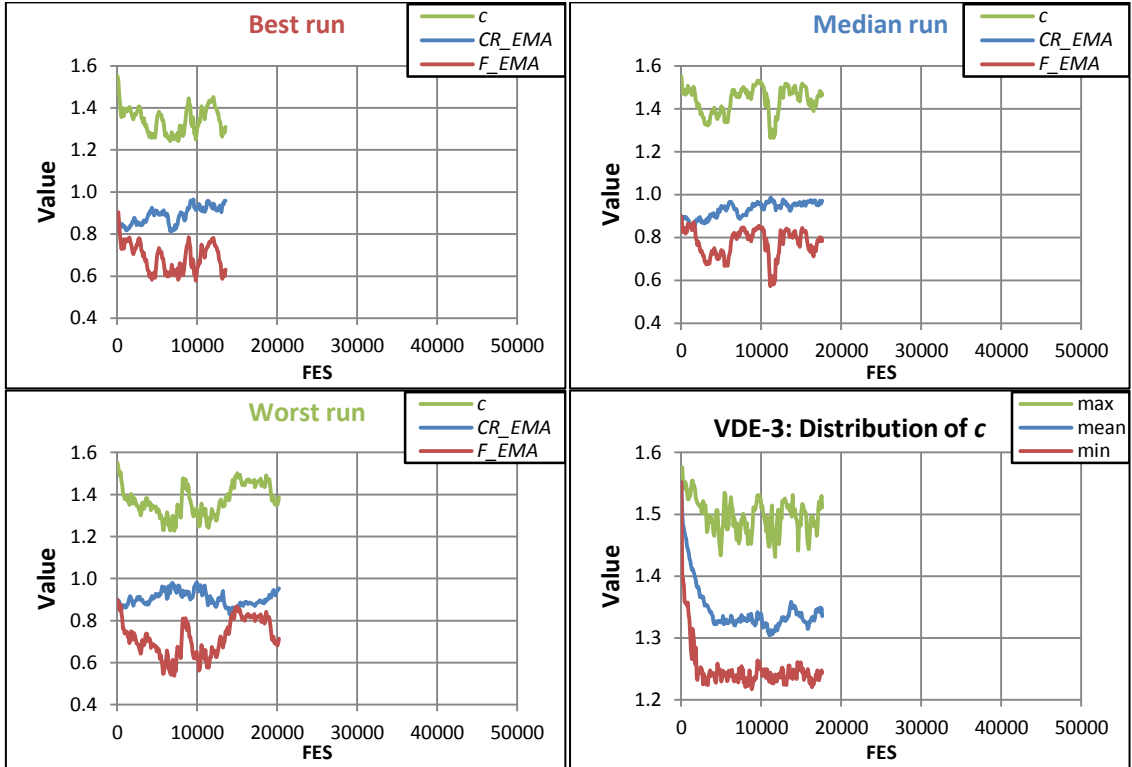 Best run
c
CR_EMA
F_EMA
1.6
1.4
1.2
1.0
0.8
0.6
0.4
Value
0 10000 20000 30000 40000 50000
FES
Median run
c
CR_EMA
F_EMA
1.6
1.4
1.2
1.0
0.8
0.6
0.4
Value
0 10000 20000 30000 40000 50000
FES
Worst run
c
CR_EMA
F_EMA
1.6
1.4
1.2
1.0
0.8
0.6
0.4
Value
0 10000 20000 30000 40000 50000
FES
VDE-3: Distribution of c
max
mean
min
1.6
1.5
1.4
1.3
1.2
Value
0 10000 20000 30000 40000 50000
FES